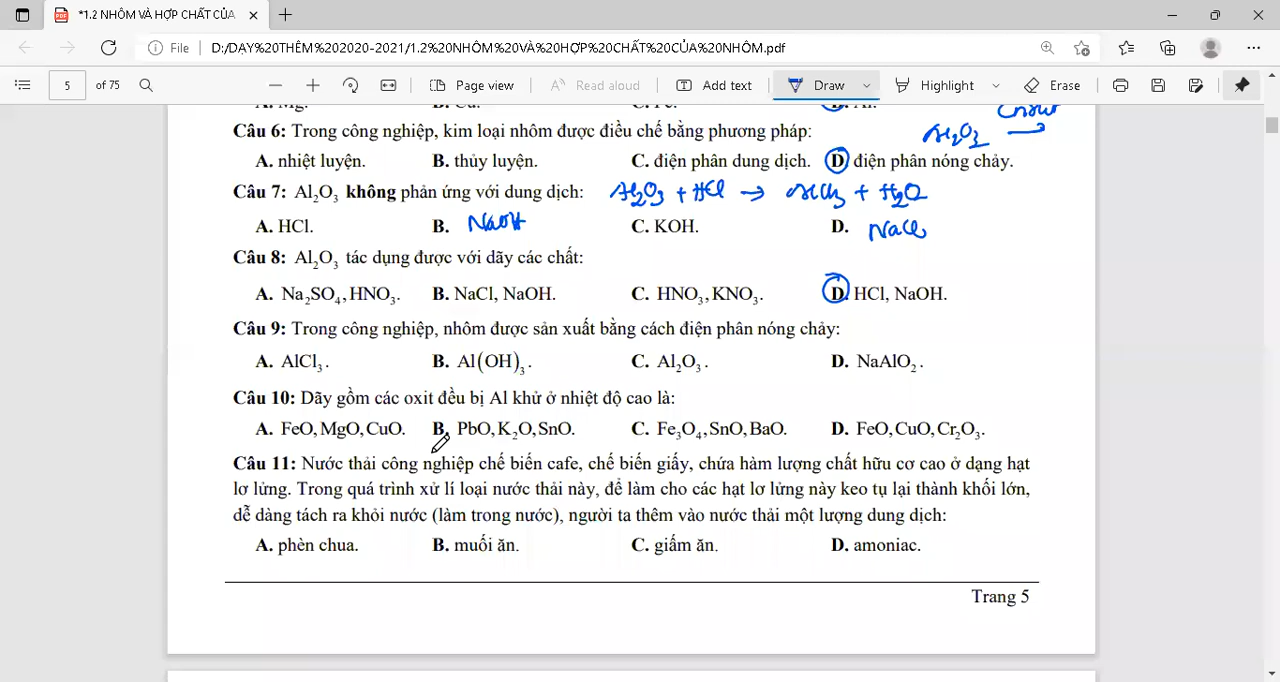 *1.2 NHÔM VÀ HỢP CHẤT CỦA
File D:/DẠY%20THÊM%202020-2021/1.2%20NHÔM%20VÀ%20HỢP%20CHẤT%20CỦA%20NHÔM.pdf
5 of 75 Page view Read aloud Add text Draw Highlight Erase
A. Mg. B. Cu. C. Fe. D. Al.
Câu 6: Trong công nghiệp, kim loại nhôm được điều chế bằng phương pháp: Al₂O₃ →
A. nhiệt luyện. B. thủy luyện. C. điện phân dung dịch. D. điện phân nóng chảy.
Câu 7: Al₂O₃ không phản ứng với dung dịch: Al₂O₃ + HCl → AlCl₃ + H₂O
A. HCl. B. NaOH C. KOH. D. NaCl
Câu 8: Al₂O₃ tác dụng được với dãy các chất:
A. Na₂SO₄, HNO₃. B. NaCl, NaOH. C. HNO₃, KNO₃. D. HCl, NaOH.
Câu 9: Trong công nghiệp, nhôm được sản xuất bằng cách điện phân nóng chảy:
A. AlCl₃. B. Al(OH)₃. C. Al₂O₃. D. NaAlO₂.
Câu 10: Dãy gồm các oxit đều bị Al khử ở nhiệt độ cao là:
A. FeO, MgO, CuO. B. PbO, K₂O, SnO. C. Fe₃O₄, SnO, BaO. D. FeO, CuO, Cr₂O₃.
Câu 11: Nước thải công nghiệp chế biến cafe, chế biến giấy, chứa hàm lượng chất hữu cơ cao ở dạng hạt
lơ lửng. Trong quá trình xử lí loại nước thải này, để làm cho các hạt lơ lửng này keo tụ lại thành khối lớn,
dễ dàng tách ra khỏi nước (làm trong nước), người ta thêm vào nước thải một lượng dung dịch:
A. phèn chua. B. muối ăn. C. giấm ăn. D. amoniac.
Trang 5